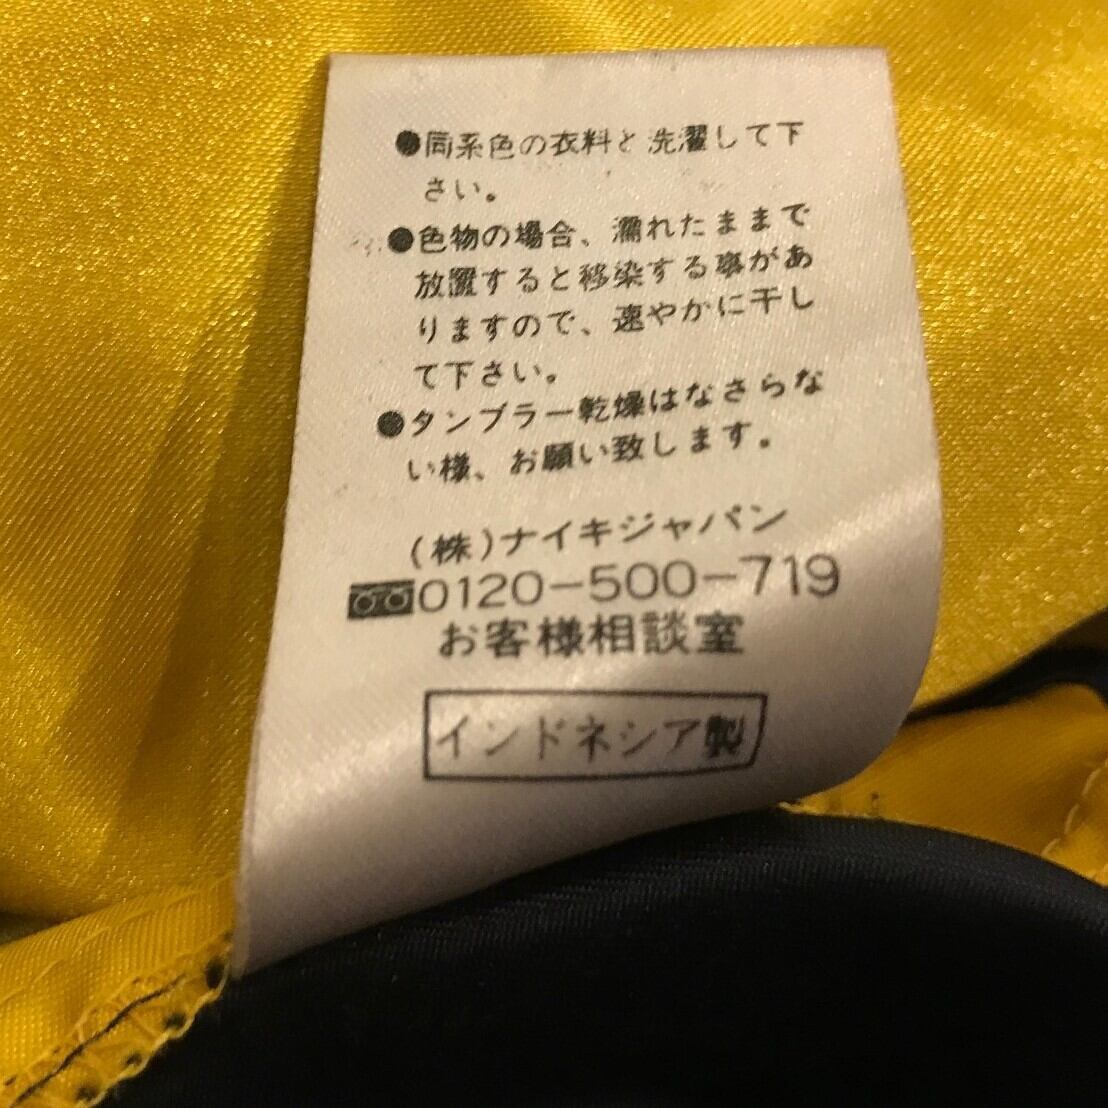 ●同系色の衣料と洗濯して下
さい。
●色物の場合、濡れたままで
放置すると移染する事があ
りますので、速やかに干し
て下さい。
●タンブラー乾燥はなさらな
い様、お願い致します。
(株)ナイキジャパン
0120-500-719
お客様相談室
インドネシア製